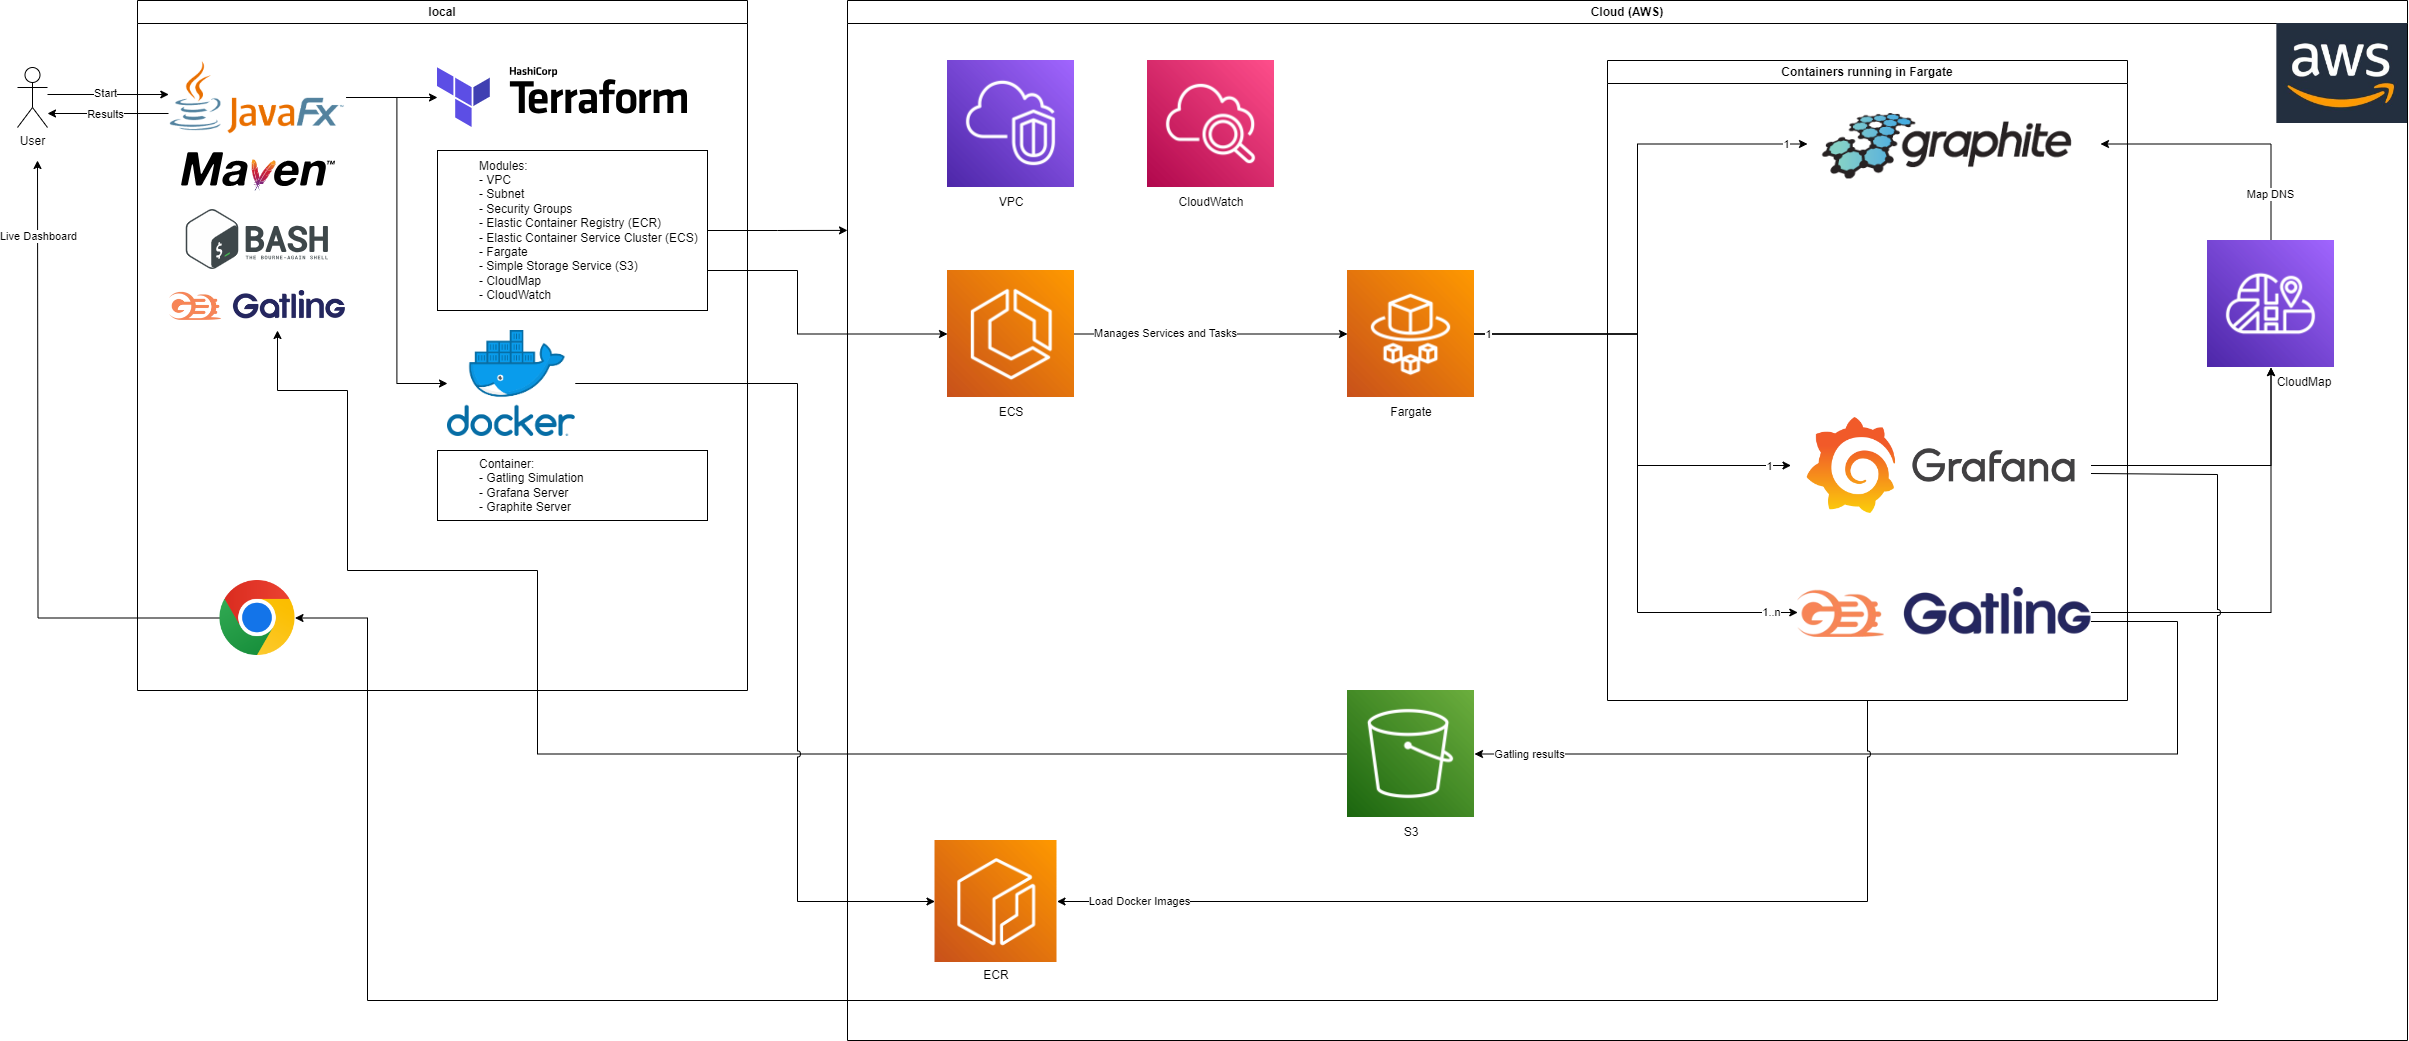 local
Cloud (AWS)
aws
Containers running in Fargate
User
Start
Results
Live Dashboard
JavaFx™
Maven™
BASH
THE BOURNE-AGAIN SHELL
Gatling
HashiCorp
Terraform
Modules:
- VPC
- Subnet
- Security Groups
- Elastic Container Registry (ECR)
- Elastic Container Service Cluster (ECS)
- Fargate
- Simple Storage Service (S3)
- CloudMap
- CloudWatch
docker
Container:
- Gatling Simulation
- Grafana Server
- Graphite Server
VPC
CloudWatch
ECS
Manages Services and Tasks
Fargate
1
1
graphite
Map DNS
CloudMap
1
Grafana
1..n
Gatling
Gatling results
S3
Load Docker Images
ECR